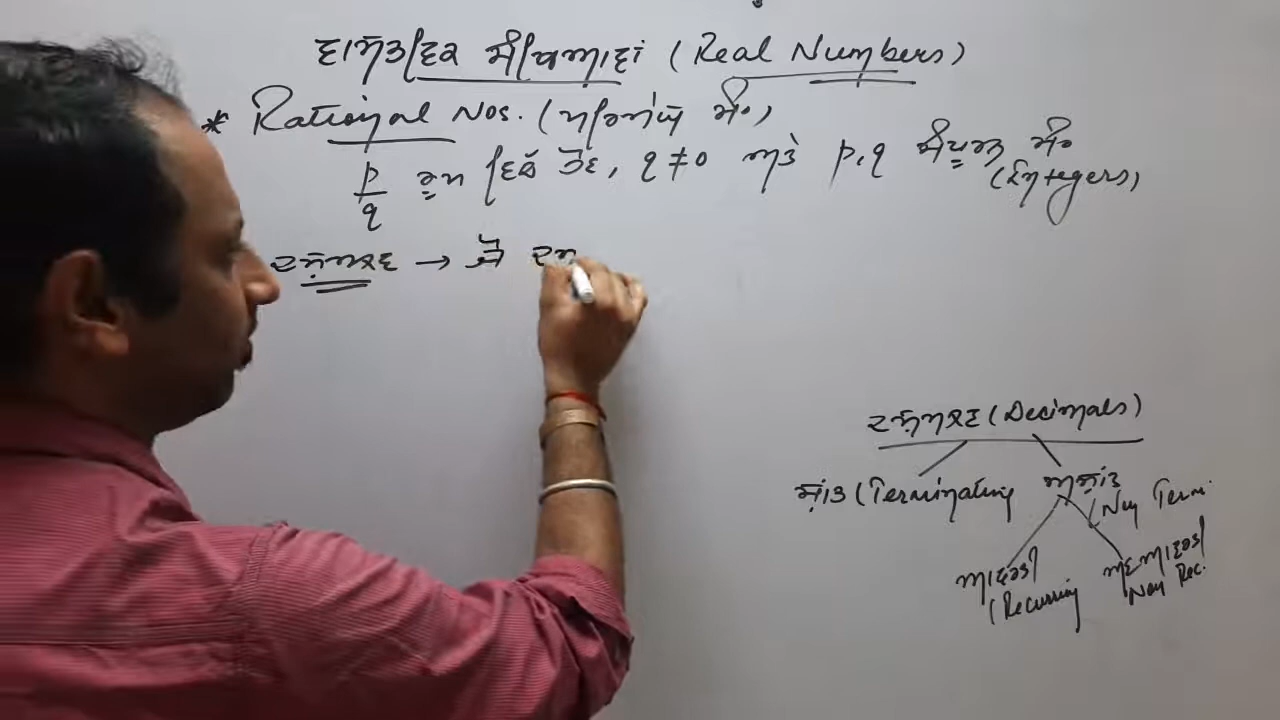 ਵਾਸਤਵਿਕ ਸੰਖਿਆਵਾਂ (Real Numbers)
* Rational Nos. (ਪਰਿਮੇਯ ਸੰ०)
p/q ਰੂਪ ਵਿੱਚ ਹੋਵੇ, q ≠ 0 ਅਤੇ p, q ਸੰਪੂਰਨ ਸੰ०
(Integers)
ਦਸ਼ਮਲਵ → ਜੋ ਦਸ਼
ਦਸ਼ਮਲਵ (Decimals)
ਸ਼ਾਂਤ (Terminating
ਅਸ਼ਾਂਤ
(Non Term.
ਆਵਰਤੀ
(Recurring
ਅਣਆਵਰਤੀ
Non Rec.